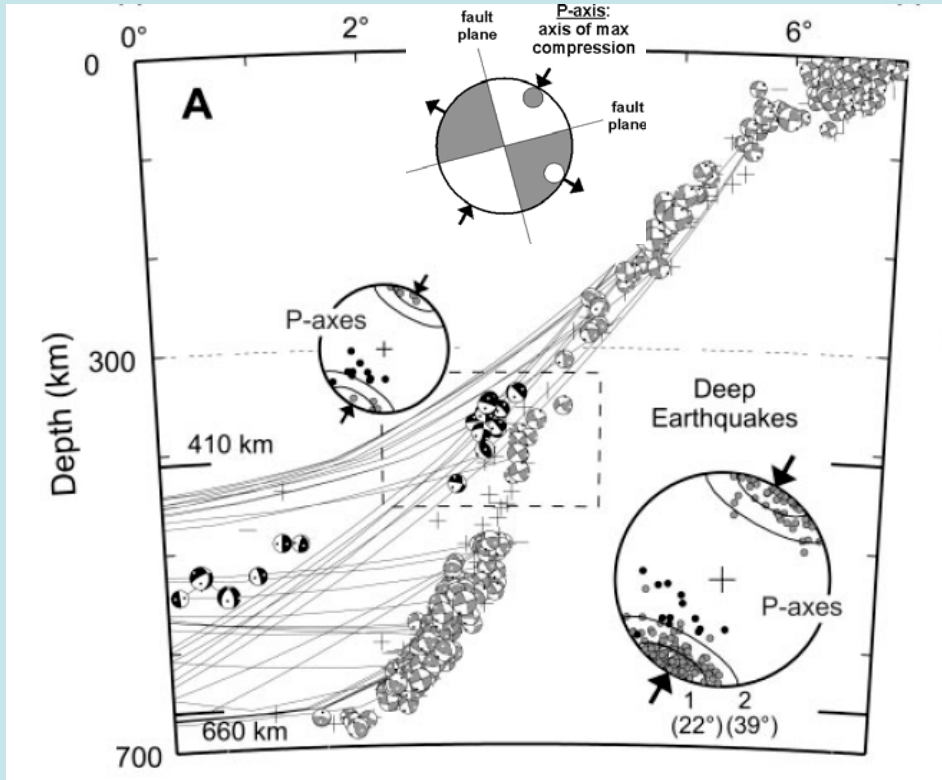 0°
2°
6°
fault
plane
P-axis:
axis of max
compression
0
A
fault
plane
P-axes
300
Depth (km)
Deep
Earthquakes
410 km
P-axes
1 2
(22°)(39°)
660 km
700